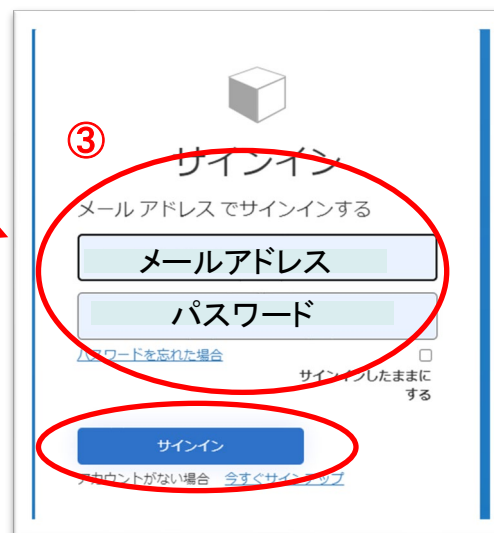 ③
サインイン
メール アドレス でサインインする
メールアドレス
パスワード
パスワードを忘れた場合
サインインしたままに
する
サインイン
アカウントがない場合 今すぐサインアップ